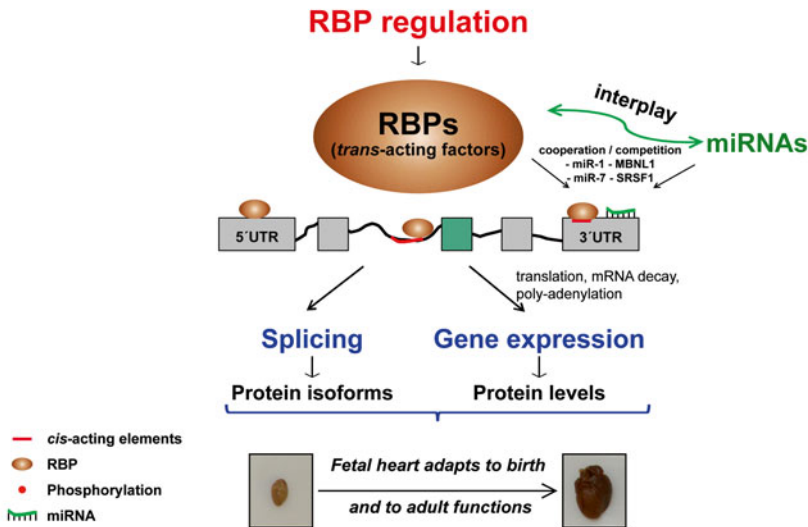 RBP regulation
RBPs
(trans-acting factors)
interplay
miRNAs
cooperation / competition
- miR-1 - MBNL1
- miR-7 - SRSF1
5´UTR
3´UTR
translation, mRNA decay,
poly-adenylation
Splicing
Gene expression
Protein isoforms
Protein levels
cis-acting elements
RBP
Phosphorylation
miRNA
Fetal heart adapts to birth
and to adult functions